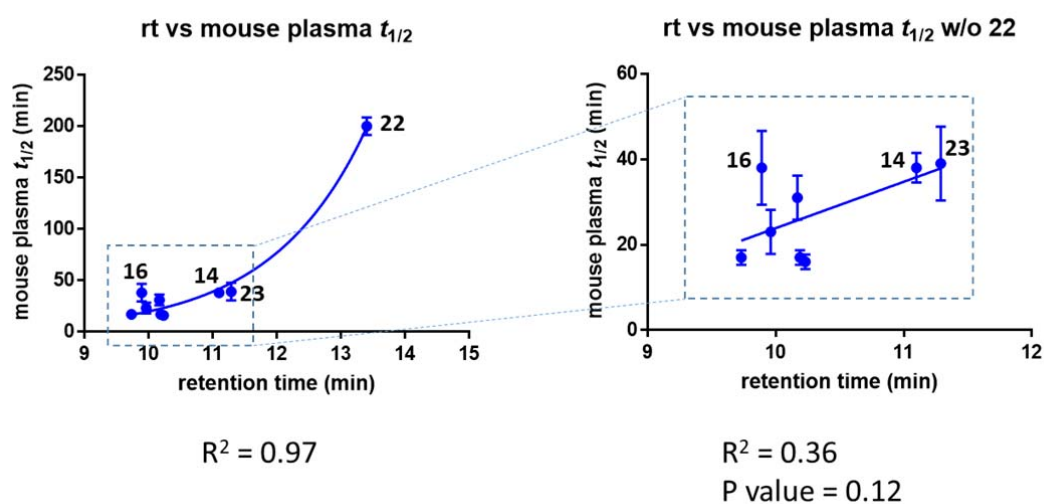 rt vs mouse plasma t1/2
mouse plasma t1/2 (min)
250
200
150
100
50
0
22
16
14
23
9 10 11 12 13 14 15
retention time (min)
R² = 0.97
rt vs mouse plasma t1/2 w/o 22
mouse plasma t1/2 (min)
60
40
20
0
16
14
23
9 10 11 12
retention time (min)
R² = 0.36
P value = 0.12